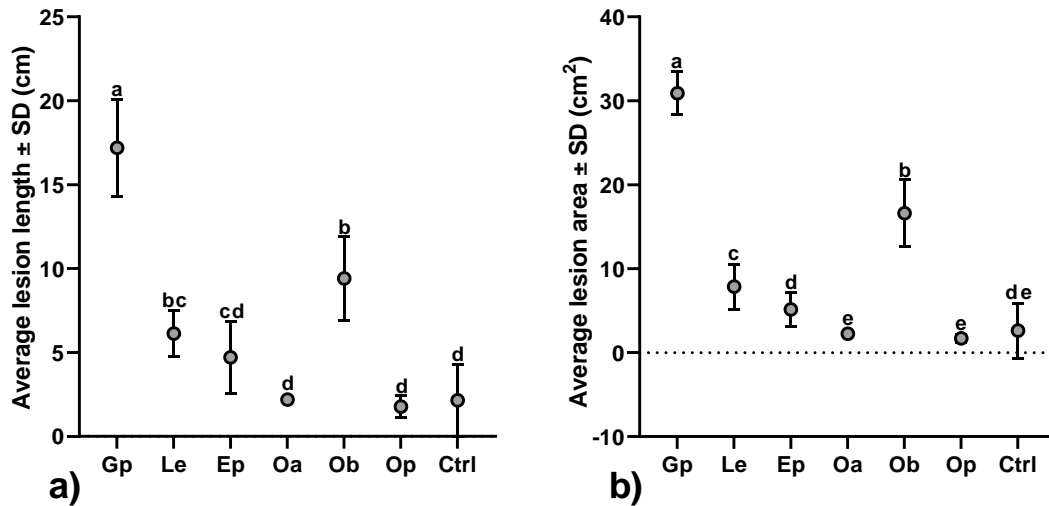 Average lesion length ± SD (cm)
25
20
15
10
5
0
a
bc
cd
d
b
d
d
Gp Le Ep Oa Ob Op Ctrl
a)
Average lesion area ± SD (cm²)
40
30
20
10
0
-10
a
c
d
e
b
e
de
Gp Le Ep Oa Ob Op Ctrl
b)